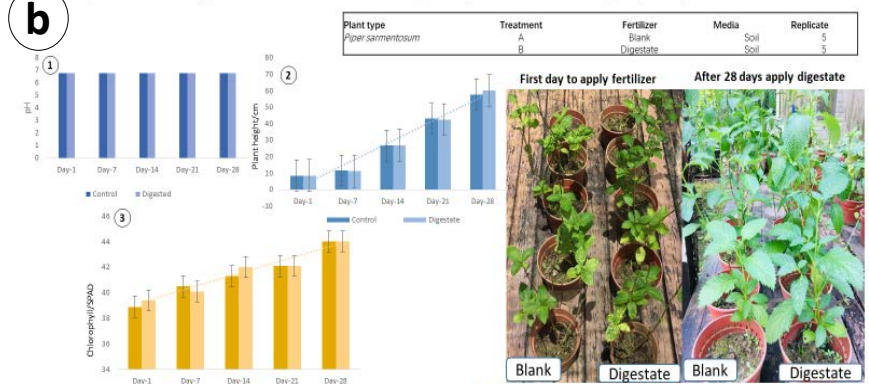 b
Plant type Treatment Fertilizer Media Replicate
Piper sarmentosum A Blank Soil 5
B Digestate Soil 5
1
8
7
6
5
4
3
2
1
0
pH
Day-1 Day-7 Day-14 Day-21 Day-28
Control Digested
2
80
70
60
50
40
30
20
10
0
-10
Plant height/cm
Day-1 Day-7 Day-14 Day-21 Day-28
Control Digestate
3
46
44
42
40
38
36
34
Chlorophyll/SPAD
Day-1 Day-7 Day-14 Day-21 Day-28
First day to apply fertilizer
After 28 days apply digestate
Blank Digestate
Blank Digestate